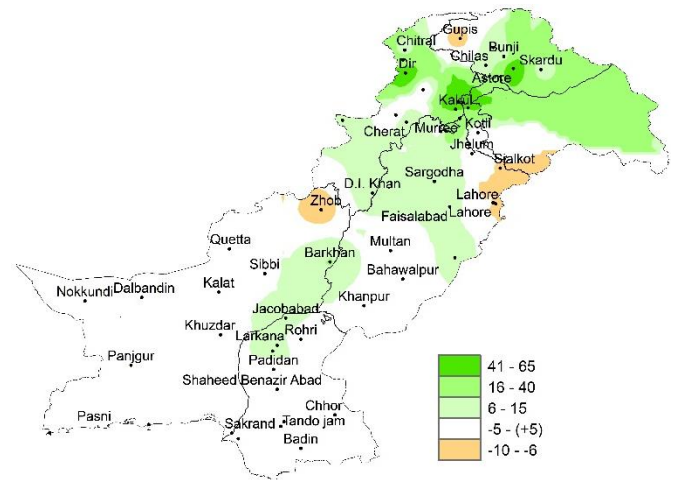 Gupis
Chitral
Bunji
Chilas
Skardu
Dir
Astore
Kakul
Cherat
Murree
Kotli
Jhelum
Sialkot
Sargodha
D.I. Khan
Lahore
Zhob
Faisalabad
Lahore
Quetta
Multan
Barkhan
Sibbi
Bahawalpur
Nokkundi
Dalbandin
Kalat
Khanpur
Jacobabad
Khuzdar
Rohri
Larkana
Panjgur
Padidan
41 - 65
Shaheed Benazir Abad
16 - 40
Chhor
6 - 15
Pasni
Sakrand
Tando jam
-5 - (+5)
Badin
-10 - -6